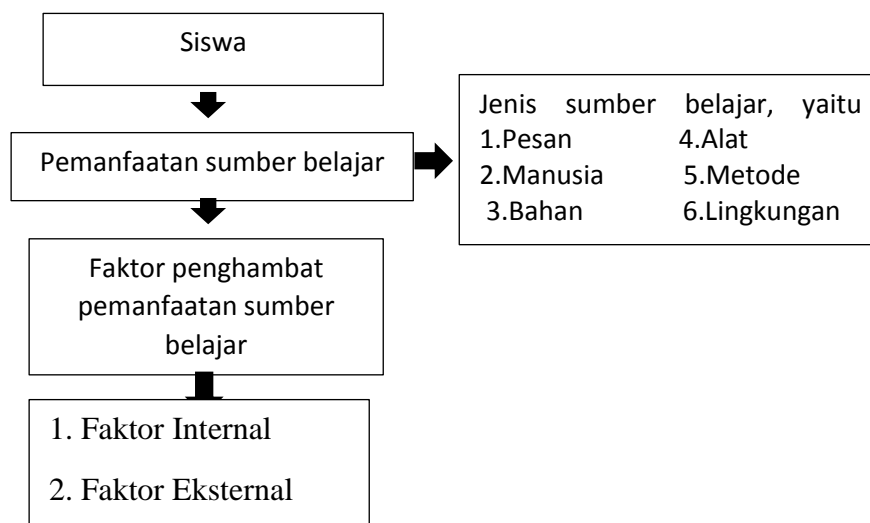 Siswa
Pemanfaatan sumber belajar
Jenis sumber belajar, yaitu
1.Pesan 4.Alat
2.Manusia 5.Metode
3.Bahan 6.Lingkungan
Faktor penghambat
pemanfaatan sumber
belajar
1. Faktor Internal
2. Faktor Eksternal